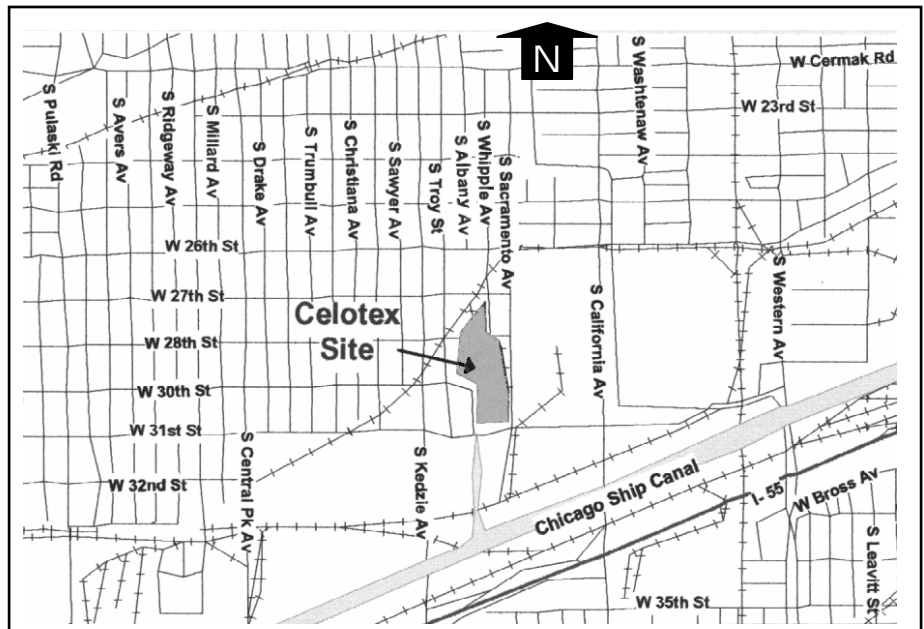 N
W Cermak Rd
S Pulaski Rd
S Avers Av
S Ridgeway Av
S Millard Av
S Drake Av
S Trumbull Av
S Christiana Av
S Sawyer Av
S Troy St
S Albany Av
S Whipple Av
S Sacramento Av
S Washtenaw Av
W 23rd St
W 26th St
W 27th St
W 28th St
W 30th St
W 31st St
W 32nd St
Celotex
Site
S California Av
S Western Av
S Central Pk Av
S Kedzie Av
Chicago Ship Canal
I-55
W Bross Av
S Leavitt St
W 35th St